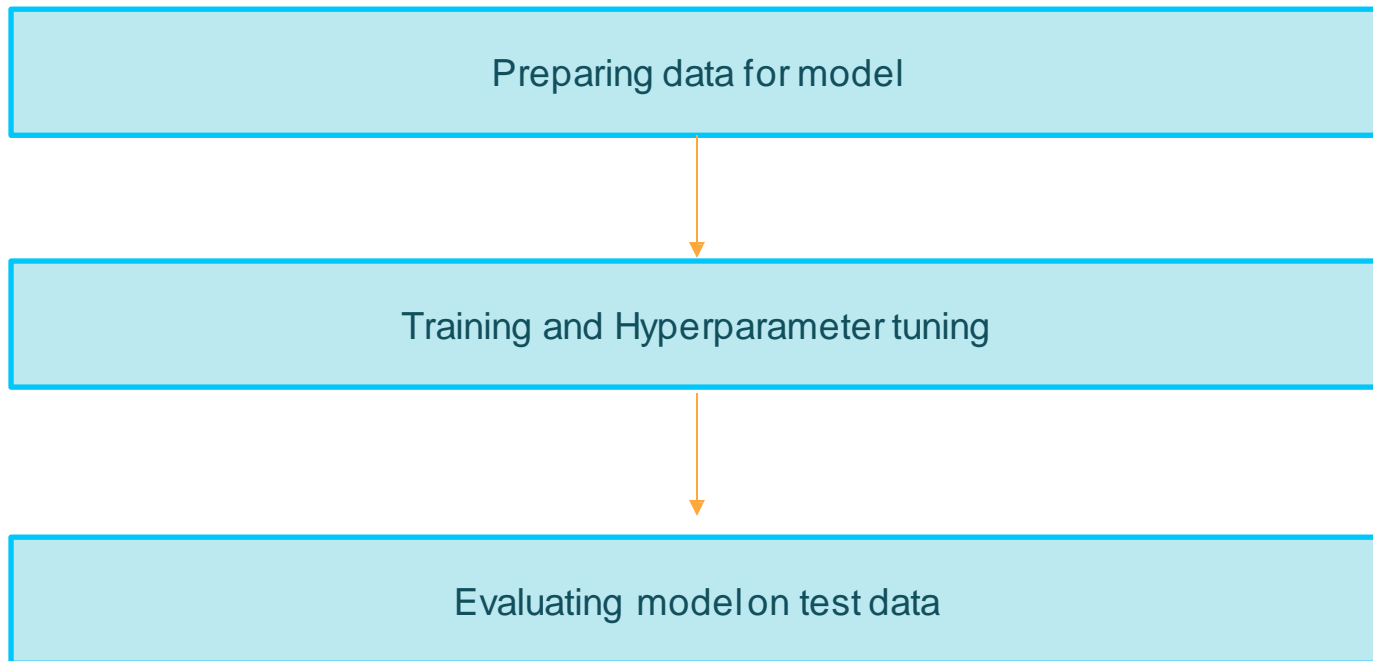 Preparing data for model
Training and Hyperparameter tuning
Evaluating model on test data